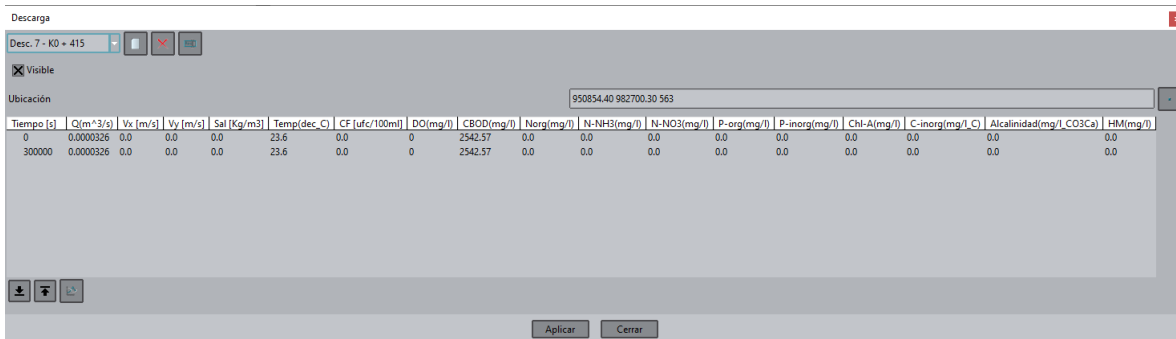 Descarga
Desc. 7 - K0 + 415
Visible
Ubicación 950854.40 982700.30 563
Tiempo [s] Q(m^3/s) Vx [m/s] Vy [m/s] Sal [Kg/m3] Temp(dec_C) CF [ufc/100ml] DO(mg/l) CBOD(mg/l) Norg(mg/l) N-NH3(mg/l) N-NO3(mg/l) P-org(mg/l) P-inorg(mg/l) Chl-A(mg/l) C-inorg(mg/l_C) Alcalinidad(mg/l_CO3Ca) HM(mg/l)
0 0.0000326 0.0 0.0 0.0 23.6 0.0 0 2542.57 0.0 0.0 0.0 0.0 0.0 0.0 0.0 0.0 0.0
300000 0.0000326 0.0 0.0 0.0 23.6 0.0 0 2542.57 0.0 0.0 0.0 0.0 0.0 0.0 0.0 0.0 0.0
Aplicar Cerrar